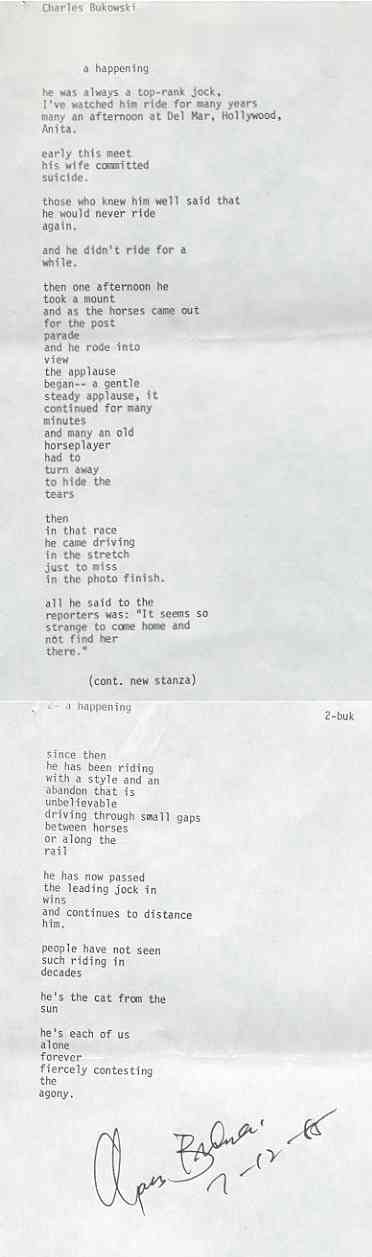 Charles Bukowski
a happening
he was always a top-rank jock,
I've watched him ride for many years
many an afternoon at Del Mar, Hollywood,
Anita.
early this meet
his wife committed
suicide.
those who knew him well said that
he would never ride
again.
and he didn't ride for a
while.
then one afternoon he
took a mount
and as the horses came out
for the post
parade
and he rode into
view
the applause
began-- a gentle
steady applause, it
continued for many
minutes
and many an old
horseplayer
had to
turn away
to hide the
tears
then
in that race
he came driving
in the stretch
just to miss
in the photo finish.
all he said to the
reporters was: "It seems so
strange to come home and
not find her
there."
(cont. new stanza)
2- a happening
2-buk
since then
he has been riding
with a style and an
abandon that is
unbelievable
driving through small gaps
between horses
or along the
rail
he has now passed
the leading jock in
wins
and continues to distance
him.
people have not seen
such riding in
decades
he's the cat from the
sun
he's each of us
alone
forever
fiercely contesting
the
agony.
7-12-85